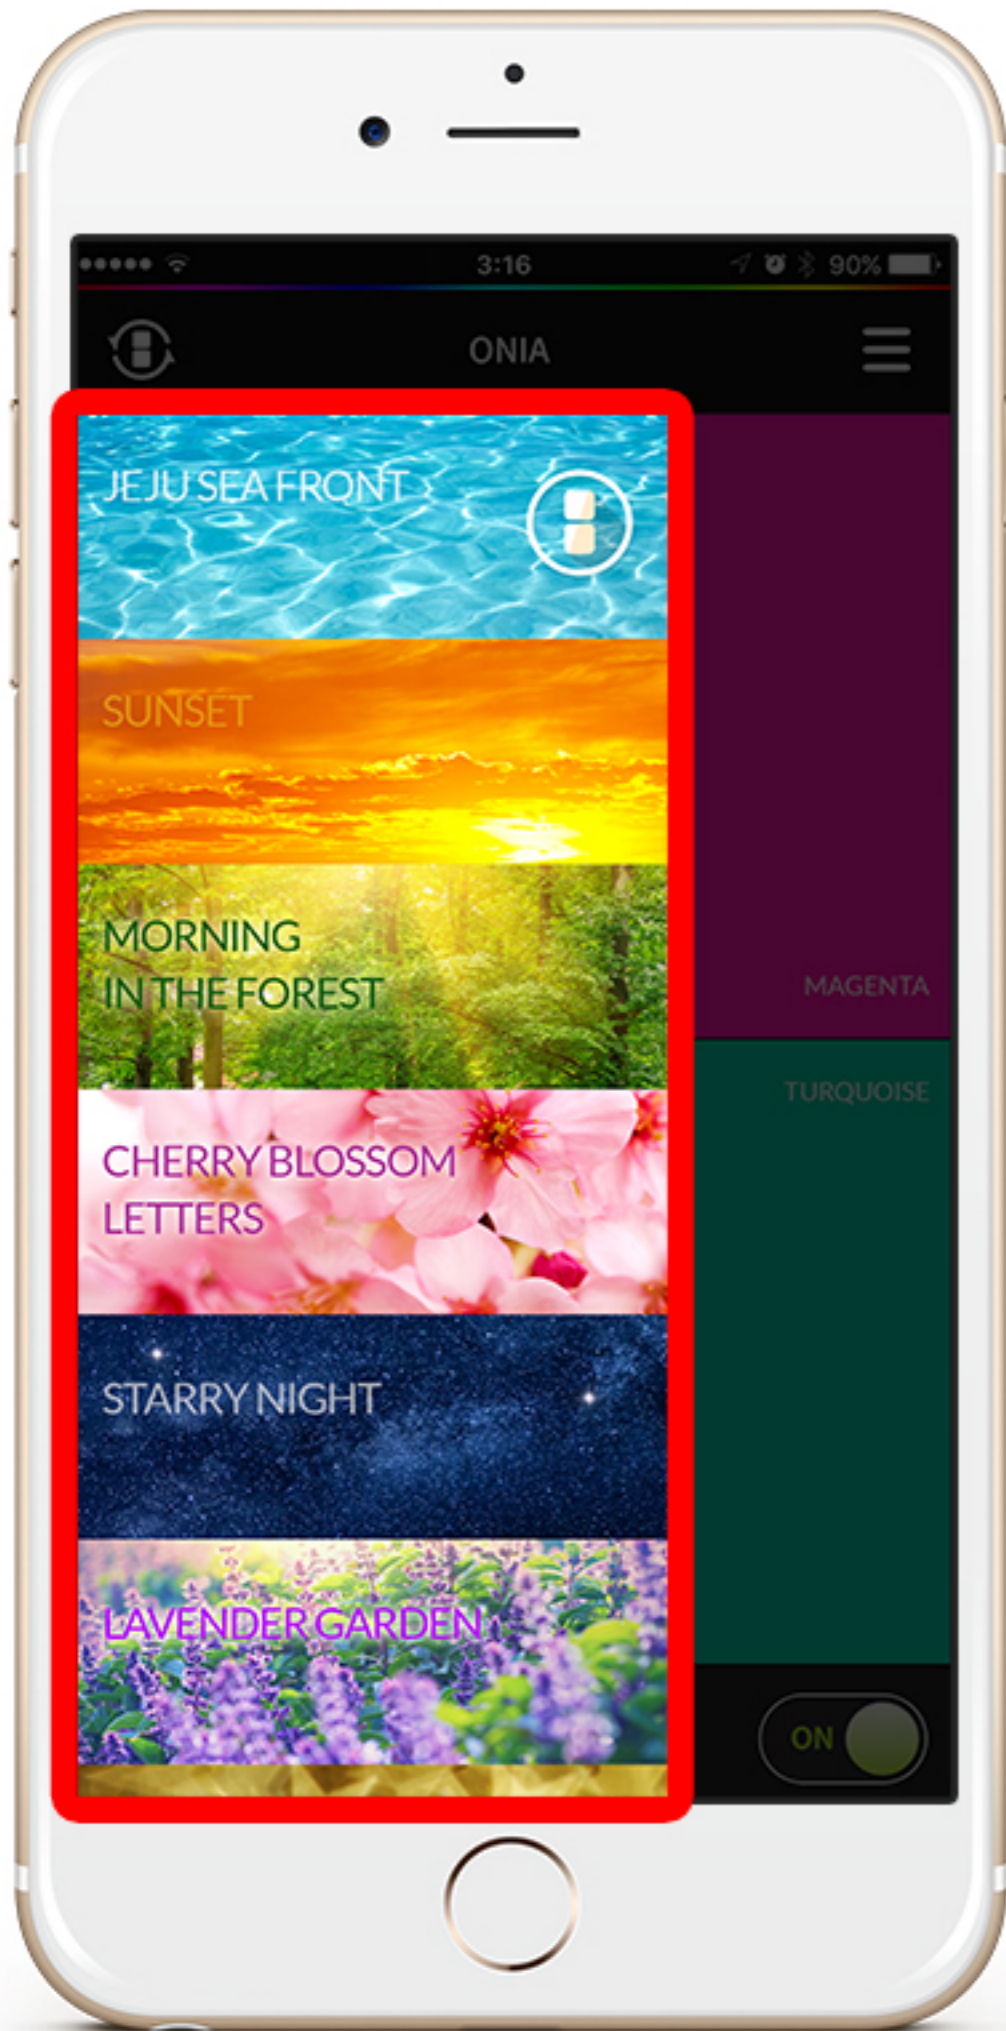 3:16
90%
ONIA
JEJU SEA FRONT
SUNSET
MORNING
IN THE FOREST
CHERRY BLOSSOM
LETTERS
STARRY NIGHT
LAVENDER GARDEN
MAGENTA
TURQUOISE
ON